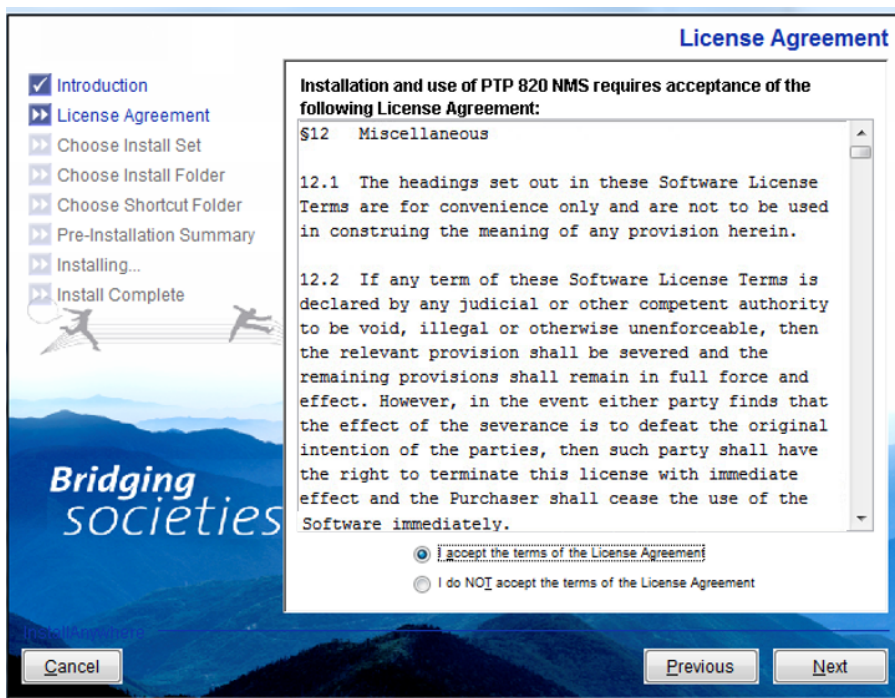 License Agreement
Introduction
License Agreement
Choose Install Set
Choose Install Folder
Choose Shortcut Folder
Pre-Installation Summary
Installing...
Install Complete
Bridging
societies
Installation and use of PTP 820 NMS requires acceptance of the
following License Agreement:
§12 Miscellaneous
12.1 The headings set out in these Software License
Terms are for convenience only and are not to be used
in construing the meaning of any provision herein.
12.2 If any term of these Software License Terms is
declared by any judicial or other competent authority
to be void, illegal or otherwise unenforceable, then
the relevant provision shall be severed and the
remaining provisions shall remain in full force and
effect. However, in the event either party finds that
the effect of the severance is to defeat the original
intention of the parties, then such party shall have
the right to terminate this license with immediate
effect and the Purchaser shall cease the use of the
Software immediately.
I accept the terms of the License Agreement
I do NOT accept the terms of the License Agreement
InstallAnywhere
Cancel
Previous
Next